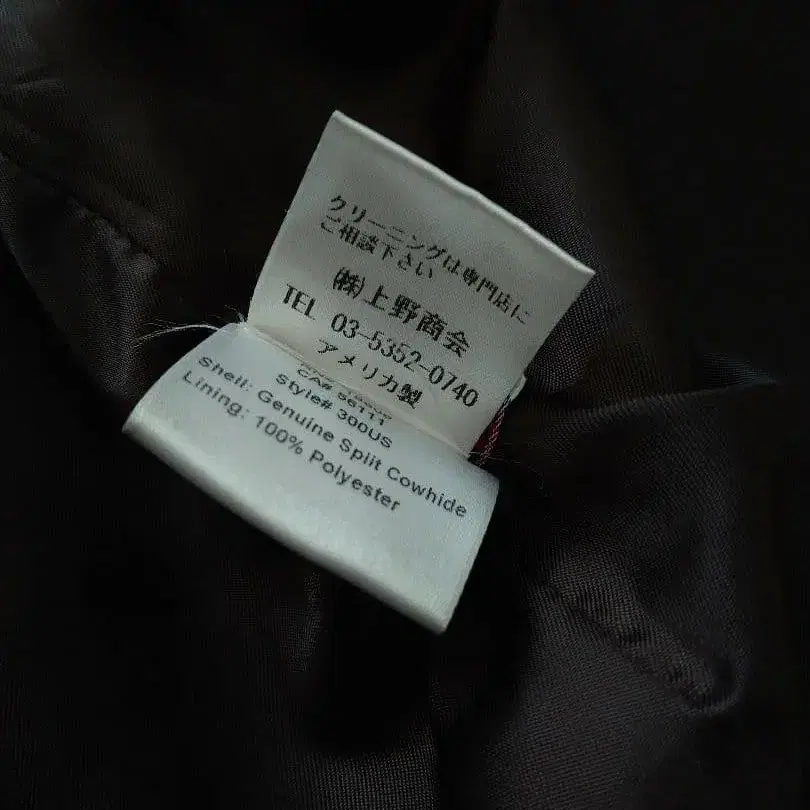 クリーニングは専門店に
ご相談下さい
㈱上野商会
TEL 03-5352-0740
アメリカ製
CA# 56111
Style# 300US
Shell: Genuine Split Cowhide
Lining: 100% Polyester